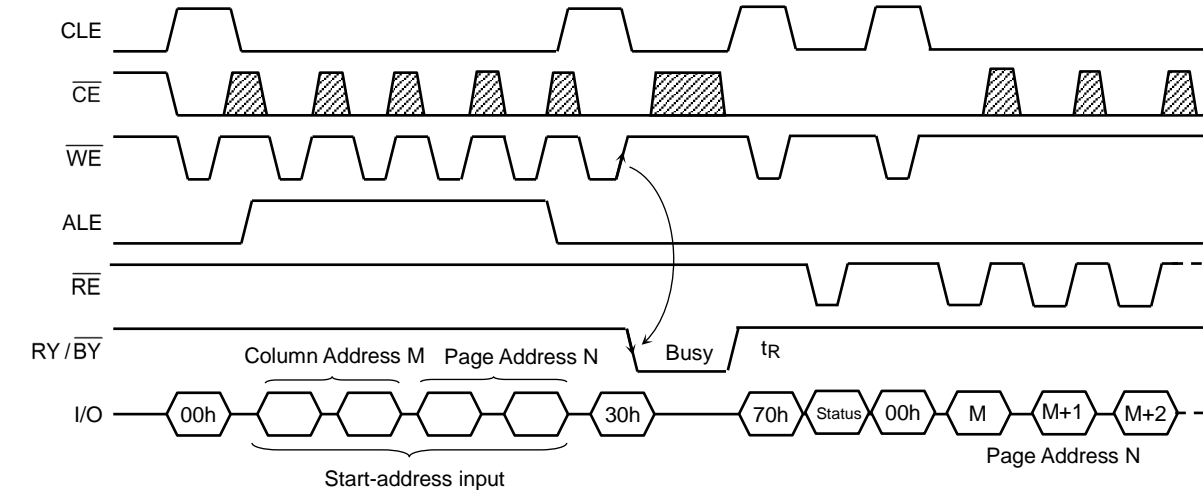 CLE
CE
WE
ALE
RE
RY/BY
Busy
tR
Column Address M
Page Address N
I/O
00h
30h
70h
Status
00h
M
M+1
M+2
Page Address N
Start-address input